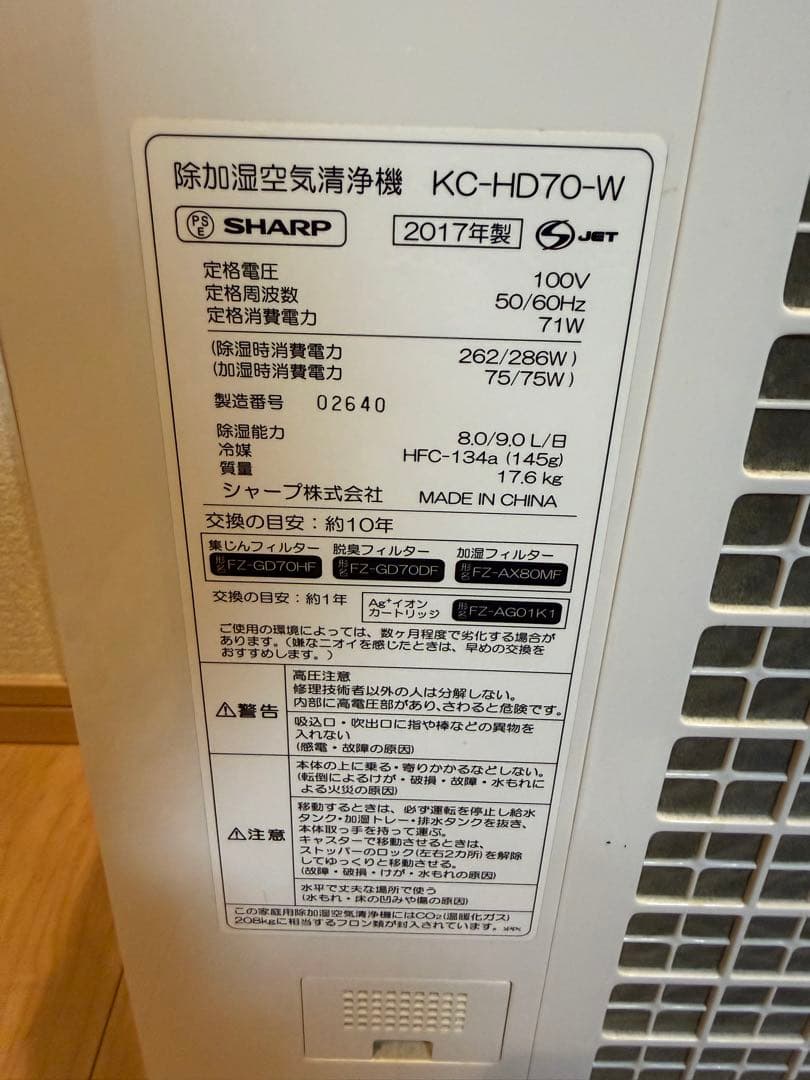 除加湿空気清浄機 KC-HD70-W
PSE SHARP 2017年製 JET
定格電圧 100V
定格周波数 50/60Hz
定格消費電力 71W
(除湿時消費電力 262/286W)
(加湿時消費電力 75/75W)
製造番号 02640
除湿能力 8.0/9.0 L/日
冷媒 HFC-134a (145g)
質量 17.6 kg
シャープ株式会社 MADE IN CHINA
交換の目安：約10年
集じんフィルター 脱臭フィルター 加湿フィルター
形名 FZ-GD70HF 形名 FZ-GD70DF 形名 FZ-AX80MF
交換の目安：約1年 Ag⁺イオン
カートリッジ 形名 FZ-AG01K1
ご使用の環境によっては、数ヶ月程度で劣化する場合が
あります。（嫌なニオイを感じたときは、早めの交換を
おすすめします。）
⚠警告
高圧注意
修理技術者以外の人は分解しない。
内部に高電圧部があり、さわると危険です。
吸込口・吹出口に指や棒などの異物を
入れない
(感電・故障の原因)
⚠注意
本体の上に乗る・寄りかかるなどしない。
(転倒によるけが・破損・故障・水もれに
よる火災の原因)
移動するときは、必ず運転を停止し給水
タンク・加湿トレー・排水タンクを抜き、
本体取っ手を持って運ぶ。
キャスターで移動させるときは、
ストッパーのロック(左右2カ所)を解除
してゆっくりと移動させる。
(故障・破損・けが・水もれの原因)
水平で丈夫な場所で使う
(水もれ・床の凹みや傷の原因)
この家庭用除加湿空気清浄機にはCO₂(温暖化ガス)
208kgに相当するフロン類が封入されています。